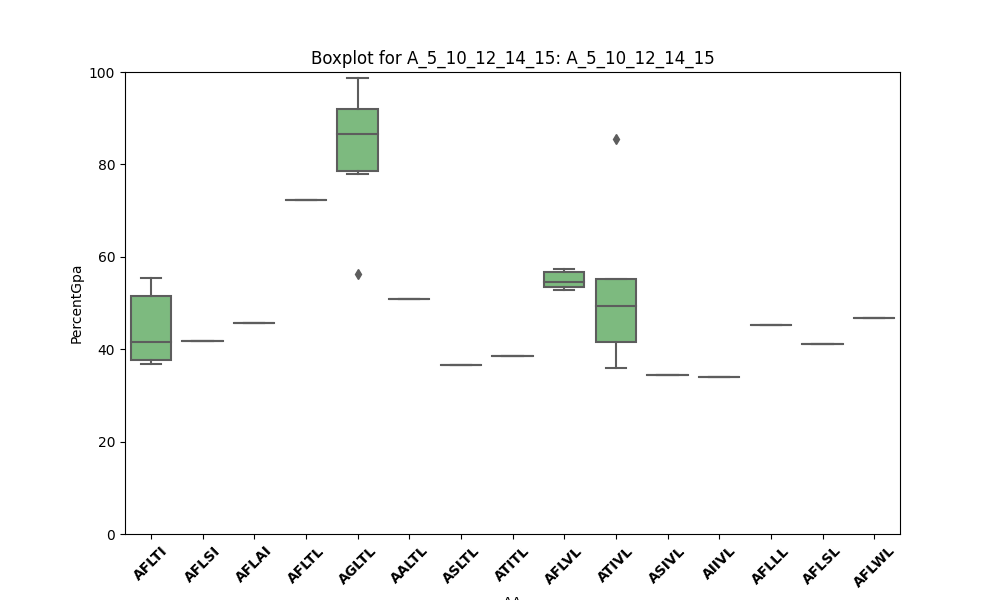 Boxplot for A_5_10_12_14_15: A_5_10_12_14_15
100
80
60
40
20
0
PercentGpa
AFLTI AFLSI AFLAI AFLTL AGLTL AALTL ASLTL ATITL AFLVL ATIVL ASIVL AIIVL AFLLL AFLSL AFLWL